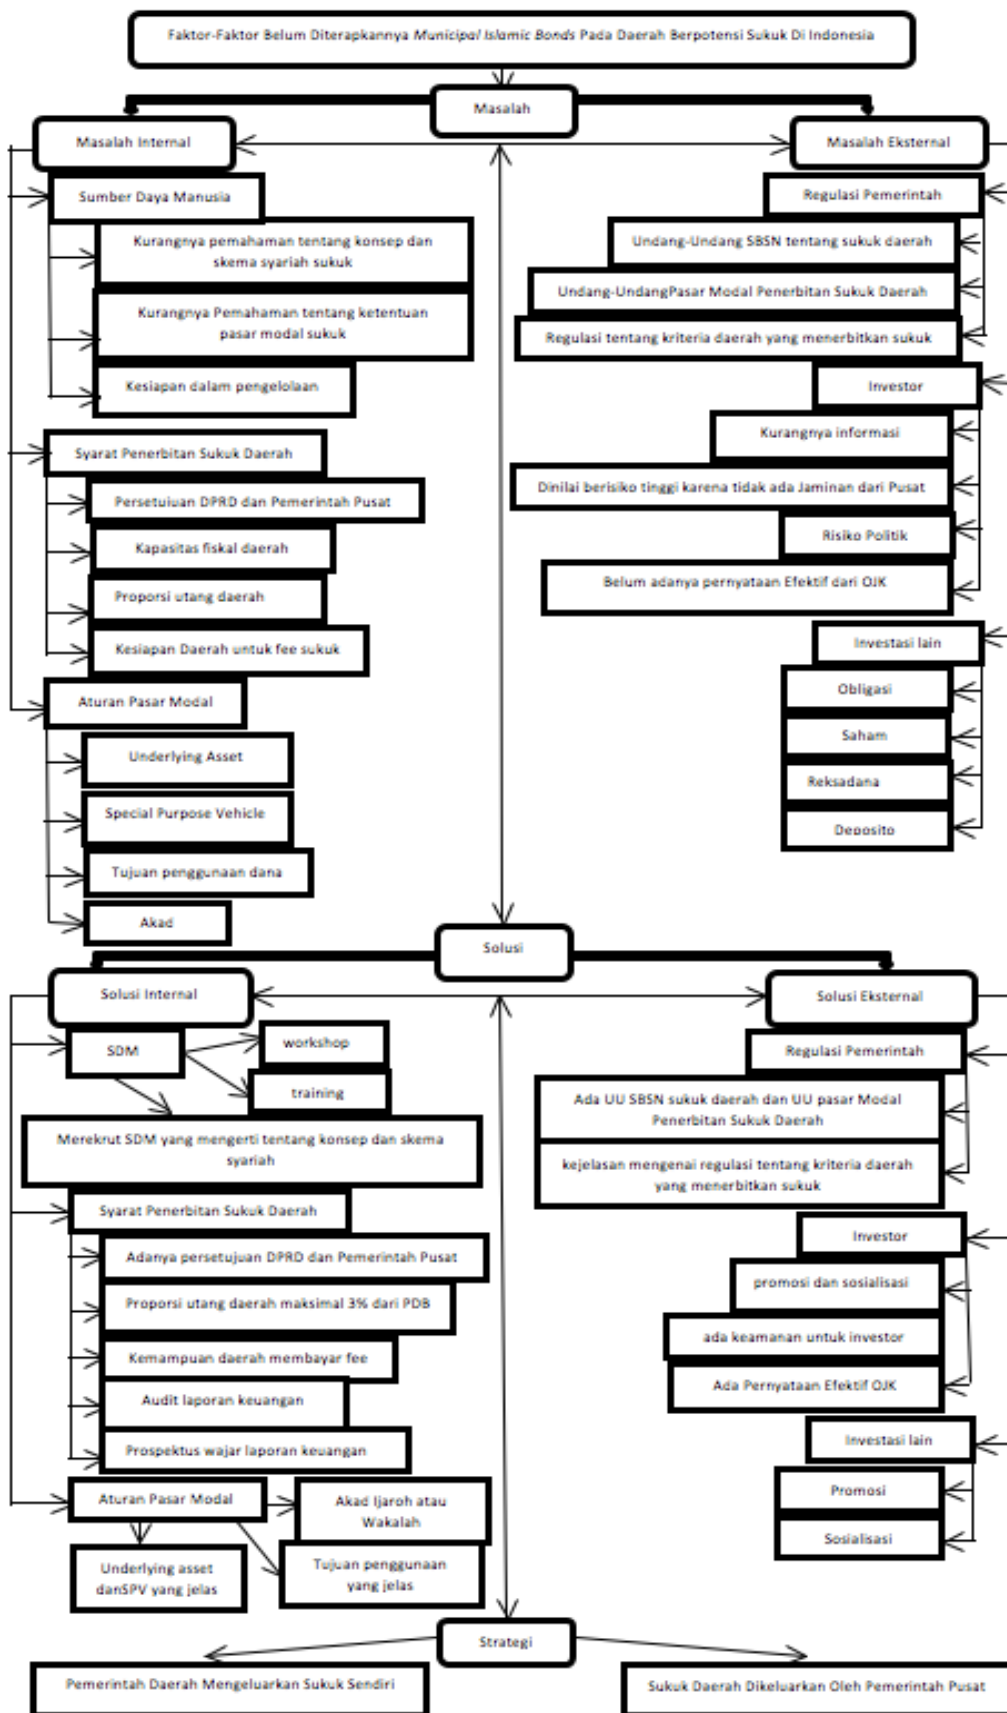 Faktor-Faktor Belum Diterapkannya Municipal Islamic Bonds Pada Daerah Berpotensi Sukuk Di Indonesia
Masalah
Masalah Internal
Sumber Daya Manusia
Kurangnya pemahaman tentang konsep dan
skema syariah sukuk
Kurangnya Pemahaman tentang ketentuan
pasar modal sukuk
Kesiapan dalam pengelolaan
Syarat Penerbitan Sukuk Daerah
Persetujuan DPRD dan Pemerintah Pusat
Kapasitas fiskal daerah
Proporsi utang daerah
Kesiapan Daerah untuk fee sukuk
Aturan Pasar Modal
Underlying Asset
Special Purpose Vehicle
Tujuan penggunaan dana
Akad
Masalah Eksternal
Regulasi Pemerintah
Undang-Undang SBSN tentang sukuk daerah
Undang-UndangPasar Modal Penerbitan Sukuk Daerah
Regulasi tentang kriteria daerah yang menerbitkan sukuk
Investor
Kurangnya informasi
Dinilai berisiko tinggi karena tidak ada Jaminan dari Pusat
Risiko Politik
Belum adanya pernyataan Efektif dari OJK
Investasi lain
Obligasi
Saham
Reksadana
Deposito
Solusi
Solusi Internal
SDM
workshop
training
Merekrut SDM yang mengerti tentang konsep dan skema
syariah
Syarat Penerbitan Sukuk Daerah
Adanya persetujuan DPRD dan Pemerintah Pusat
Proporsi utang daerah maksimal 3% dari PDB
Kemampuan daerah membayar fee
Audit laporan keuangan
Prospektus wajar laporan keuangan
Aturan Pasar Modal
Akad Ijaroh atau
Wakalah
Underlying asset
danSPV yang jelas
Tujuan penggunaan
yang jelas
Solusi Eksternal
Regulasi Pemerintah
Ada UU SBSN sukuk daerah dan UU pasar Modal
Penerbitan Sukuk Daerah
kejelasan mengenai regulasi tentang kriteria daerah
yang menerbitkan sukuk
Investor
promosi dan sosialisasi
ada keamanan untuk investor
Ada Pernyataan Efektif OJK
Investasi lain
Promosi
Sosialisasi
Strategi
Pemerintah Daerah Mengeluarkan Sukuk Sendiri
Sukuk Daerah Dikeluarkan Oleh Pemerintah Pusat